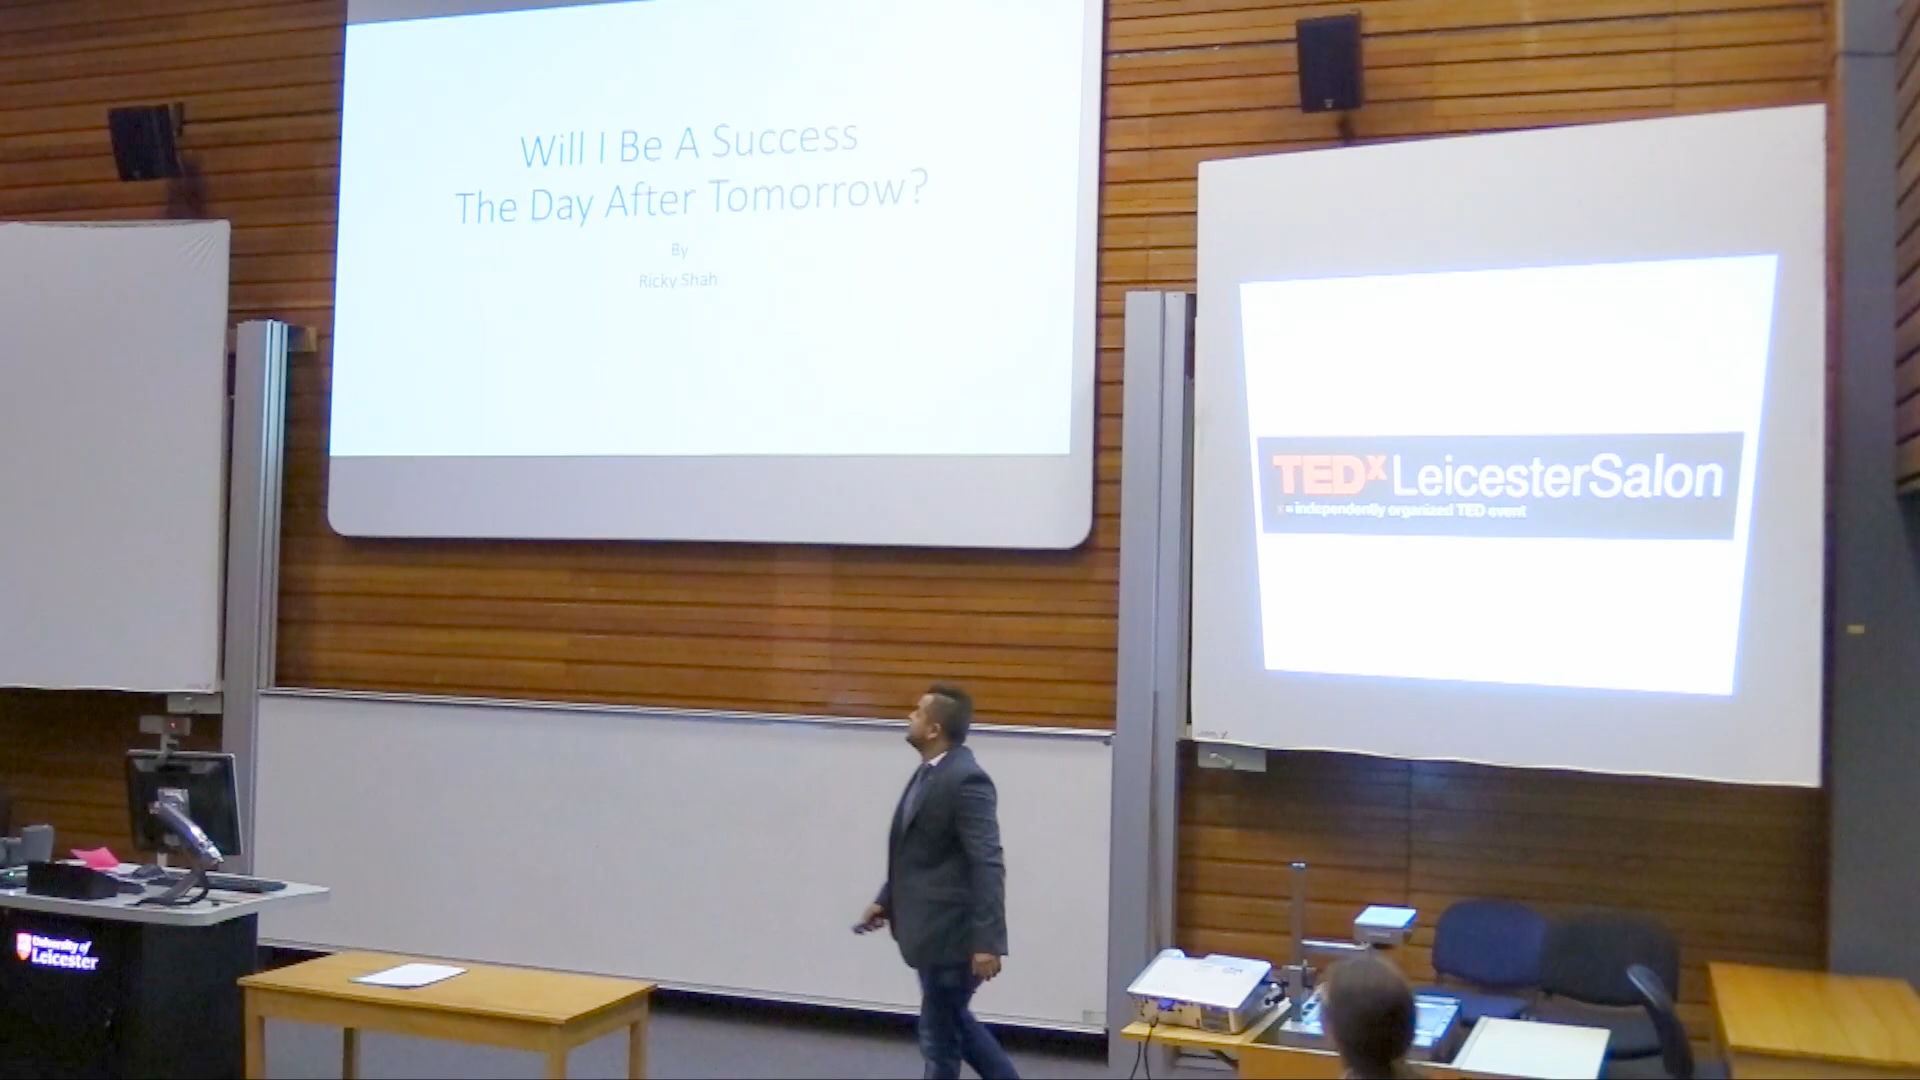 Will I Be A Success
The Day After Tomorrow?
By
Ricky Shah
TEDx LeicesterSalon
x = independently organized TED event
University of
Leicester